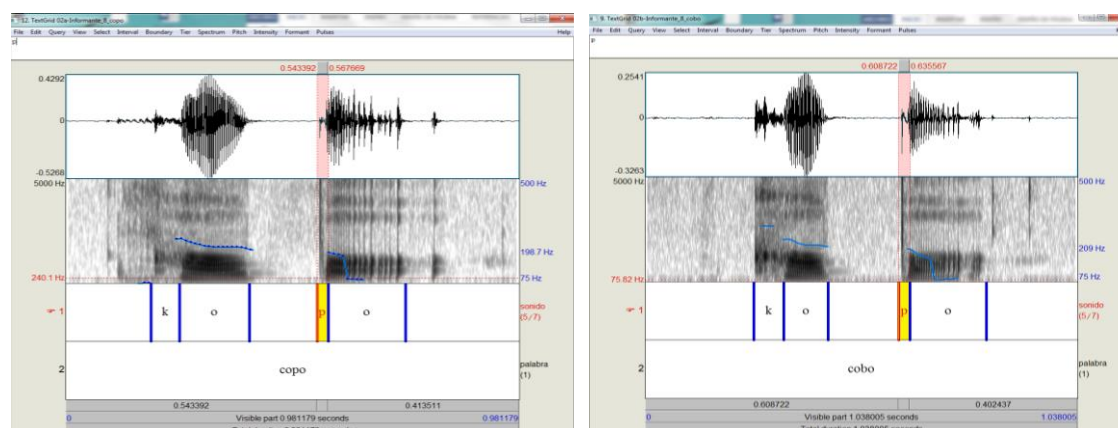 12. TextGrid 02a-Informante_8_copo
File Edit Query View Select Interval Boundary Tier Spectrum Pitch Intensity Formant Pulses Help
p
0.543392 0.567669
0.4292
0
-0.5268
5000 Hz 500 Hz
198.7 Hz
240.1 Hz 75 Hz
1 k o p o sonido
(5/7)
2 copo palabra
(1)
0.543392 0.413511
0 Visible part 0.981179 seconds 0.981179
9. TextGrid 02b-Informante_8_cobo
File Edit Query View Select Interval Boundary Tier Spectrum Pitch Intensity Formant Pulses
p
0.608722 0.635567
0.2541
0
-0.3263
5000 Hz 500 Hz
209 Hz
75.82 Hz 75 Hz
1 k o p o sonido
(5/7)
2 cobo palabra
(1)
0.608722 0.402437
0 Visible part 1.038005 seconds 1.038005